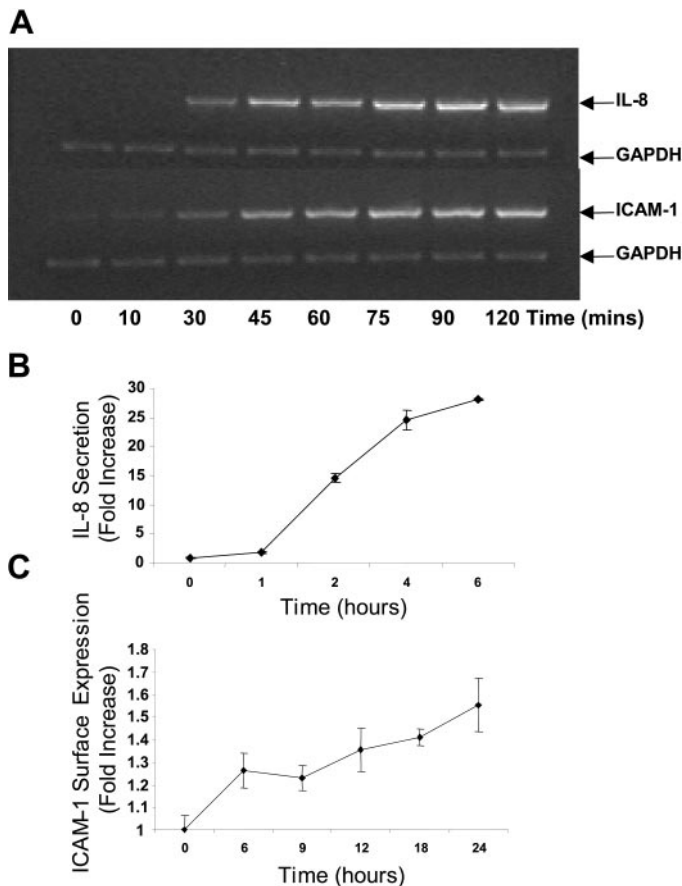 A
IL-8
GAPDH
ICAM-1
GAPDH
0 10 30 45 60 75 90 120 Time (mins)
B
IL-8 Secretion
(Fold Increase)
30
25
20
15
10
5
0
0 1 2 4 6
Time (hours)
C
ICAM-1 Surface Expression
(Fold Increase)
1.8
1.7
1.6
1.5
1.4
1.3
1.2
1.1
1
0 6 9 12 18 24
Time (hours)